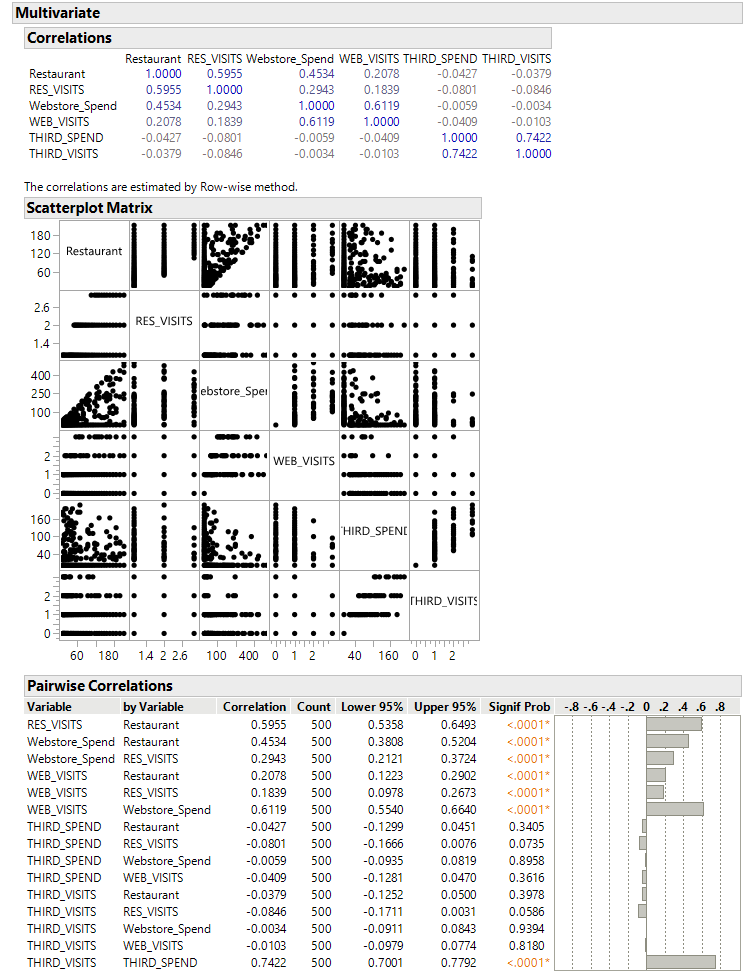 Multivariate
Correlations
Restaurant RES_VISITS Webstore_Spend WEB_VISITS THIRD_SPEND THIRD_VISITS
Restaurant 1.0000 0.5955 0.4534 0.2078 -0.0427 -0.0379
RES_VISITS 0.5955 1.0000 0.2943 0.1839 -0.0801 -0.0846
Webstore_Spend 0.4534 0.2943 1.0000 0.6119 -0.0059 -0.0034
WEB_VISITS 0.2078 0.1839 0.6119 1.0000 -0.0409 -0.0103
THIRD_SPEND -0.0427 -0.0801 -0.0059 -0.0409 1.0000 0.7422
THIRD_VISITS -0.0379 -0.0846 -0.0034 -0.0103 0.7422 1.0000
The correlations are estimated by Row-wise method.
Scatterplot Matrix
180
120
60
Restaurant
2.6
2
1.4
RES_VISITS
400
250
100
ebstore_Spe
2
1
0
WEB_VISITS
160
100
40
HIRD_SPEN
2
1
0
THIRD_VISITS
60 180 1.4 2 2.6 100 400 0 1 2 40 160 0 1 2
Pairwise Correlations
Variable by Variable Correlation Count Lower 95% Upper 95% Signif Prob -.8 -.6 -.4 -.2 0 .2 .4 .6 .8
RES_VISITS Restaurant 0.5955 500 0.5358 0.6493 <.0001*
Webstore_Spend Restaurant 0.4534 500 0.3808 0.5204 <.0001*
Webstore_Spend RES_VISITS 0.2943 500 0.2121 0.3724 <.0001*
WEB_VISITS Restaurant 0.2078 500 0.1223 0.2902 <.0001*
WEB_VISITS RES_VISITS 0.1839 500 0.0978 0.2673 <.0001*
WEB_VISITS Webstore_Spend 0.6119 500 0.5540 0.6640 <.0001*
THIRD_SPEND Restaurant -0.0427 500 -0.1299 0.0451 0.3405
THIRD_SPEND RES_VISITS -0.0801 500 -0.1666 0.0076 0.0735
THIRD_SPEND Webstore_Spend -0.0059 500 -0.0935 0.0819 0.8958
THIRD_SPEND WEB_VISITS -0.0409 500 -0.1281 0.0470 0.3616
THIRD_VISITS Restaurant -0.0379 500 -0.1252 0.0500 0.3978
THIRD_VISITS RES_VISITS -0.0846 500 -0.1711 0.0031 0.0586
THIRD_VISITS Webstore_Spend -0.0034 500 -0.0911 0.0843 0.9394
THIRD_VISITS WEB_VISITS -0.0103 500 -0.0979 0.0774 0.8180
THIRD_VISITS THIRD_SPEND 0.7422 500 0.7001 0.7792 <.0001*